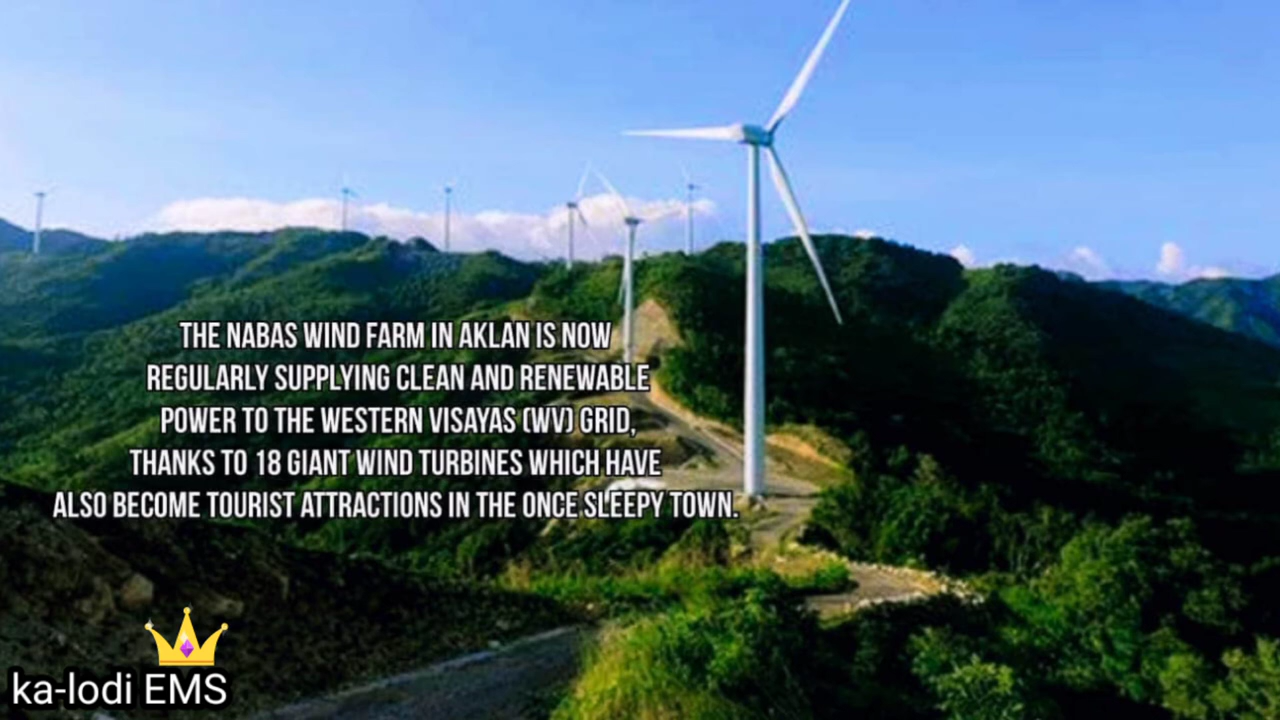 THE NABAS WIND FARM IN AKLAN IS NOW
REGULARLY SUPPLYING CLEAN AND RENEWABLE
POWER TO THE WESTERN VISAYAS (WV) GRID,
THANKS TO 18 GIANT WIND TURBINES WHICH HAVE
ALSO BECOME TOURIST ATTRACTIONS IN THE ONCE SLEEPY TOWN.
ka-lodi EMS